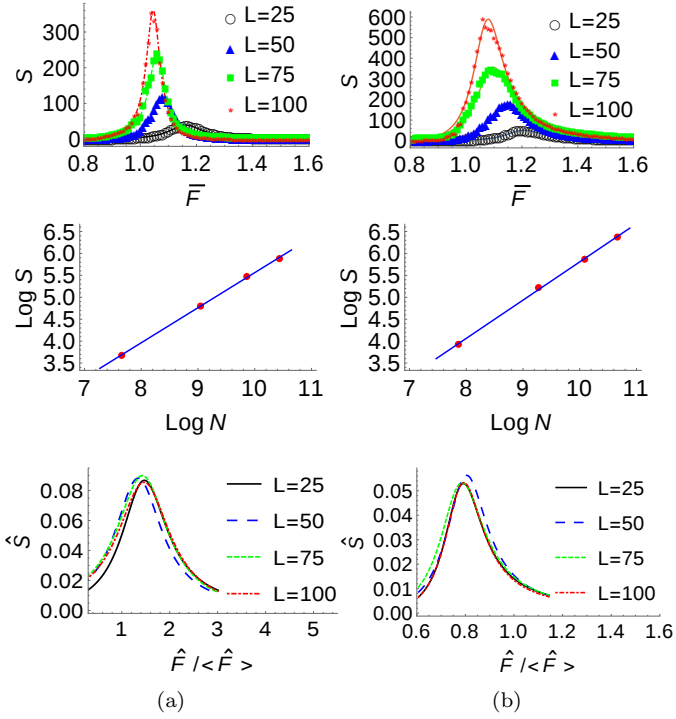 S
300
200
100
0
0.8 1.0 1.2 1.4 1.6
F
L=25
L=50
L=75
L=100
S
600
500
400
300
200
100
0
0.8 1.0 1.2 1.4 1.6
F
L=25
L=50
L=75
L=100
Log S
6.5
6.0
5.5
5.0
4.5
4.0
3.5
7 8 9 10 11
Log N
Log S
6.5
6.0
5.5
5.0
4.5
4.0
3.5
7 8 9 10 11
Log N
Ŝ
0.08
0.06
0.04
0.02
0.00
1 2 3 4 5
F̂ /< F̂ >
L=25
L=50
L=75
L=100
Ŝ
0.05
0.04
0.03
0.02
0.01
0.00
0.6 0.8 1.0 1.2 1.4 1.6
F̂ /< F̂ >
L=25
L=50
L=75
L=100
(a)
(b)